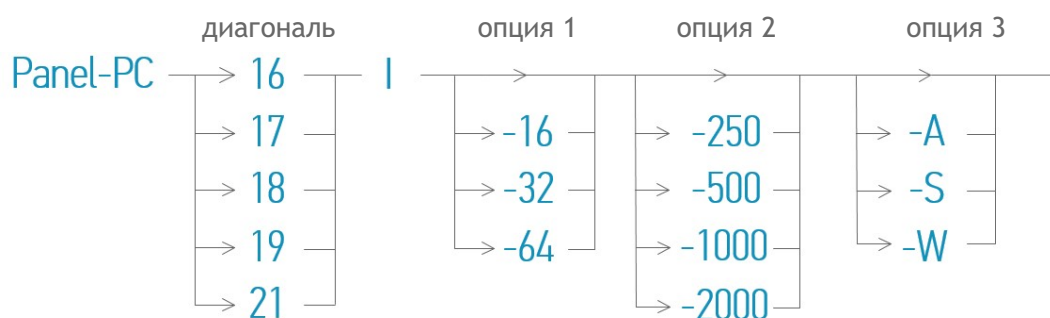 диагональ опция 1 опция 2 опция 3
Panel-PC 16 I
17 -16 -250 -A
18 -32 -500 -S
19 -64 -1000 -W
21 -2000